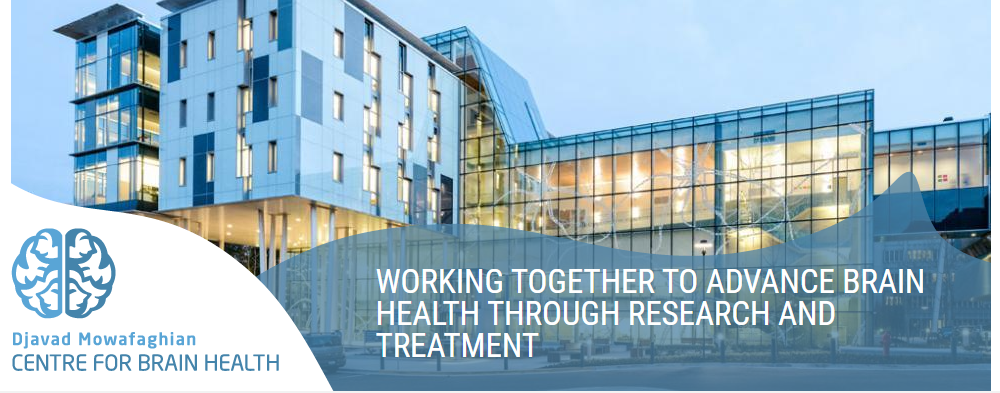 Djavad Mowafaghian
CENTRE FOR BRAIN HEALTH
WORKING TOGETHER TO ADVANCE BRAIN
HEALTH THROUGH RESEARCH AND
TREATMENT